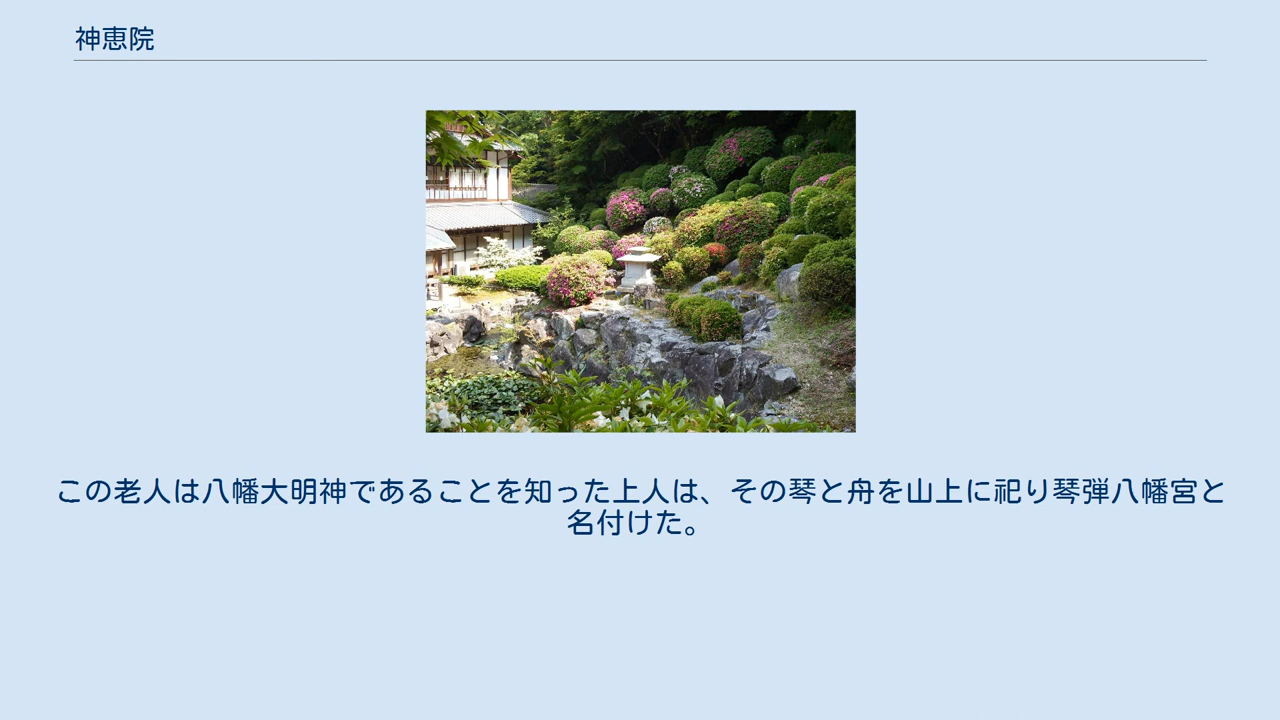 神恵院
この老人は八幡大明神であることを知った上人は、その琴と舟を山上に祀り琴弾八幡宮と
名付けた。